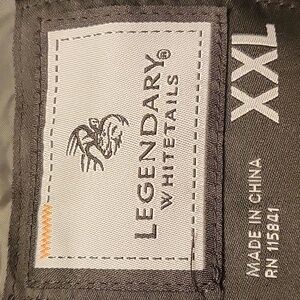 LEGENDARY®
WHITETAILS
XXL
MADE IN CHINA
RN 115841